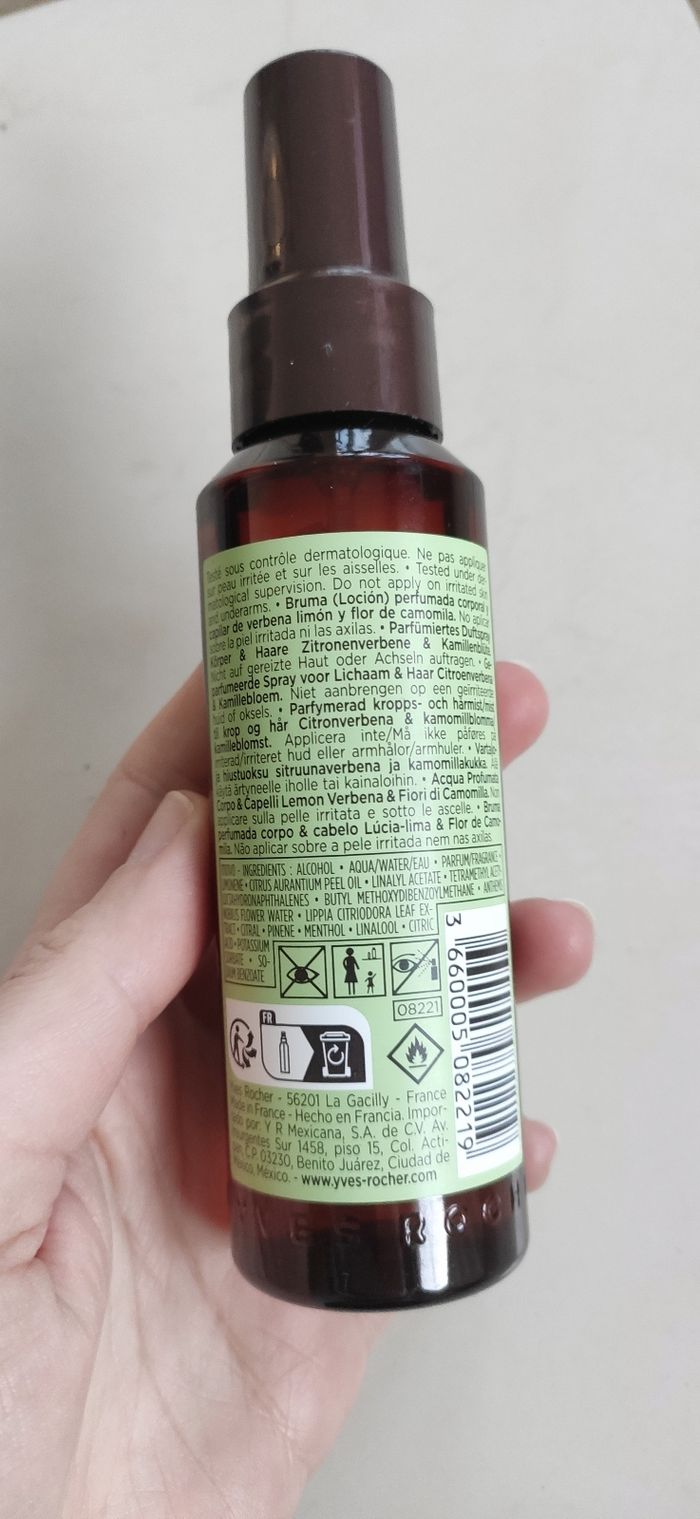 Testé sous contrôle dermatologique. Ne pas appliquer
sur peau irritée et sur les aisselles. • Tested under der-
matological supervision. Do not apply on irritated skin
and underarms. • Bruma (Loción) perfumada corporal y
capilar de verbena limón y flor de camomila. No aplicar
sobre la piel irritada ni las axilas. • Parfümiertes Duftspray
Körper & Haare Zitronenverbene & Kamillenblüte.
Nicht auf gereizte Haut oder Achseln auftragen. • Ge-
parfumeerde Spray voor Lichaam & Haar Citroenverbena
& Kamillebloem. Niet aanbrengen op een geïrriteerde
huid of oksels. • Parfymerad kropps- och hårmist/mist
til krop og hår Citronverbena & kamomillblomma/
kamilleblomst. Applicera inte/Må ikke påføres på
irriterad/irriteret hud eller armhålor/armhuler. • Vartalo-
ja hiustuoksu sitruunaverbena ja kamomillakukka. Älä
käytä ärtyneelle iholle tai kainaloihin. • Acqua Profumata
Corpo & Capelli Lemon Verbena & Fiori di Camomilla. Non
applicare sulla pelle irritata e sotto le ascelle. • Bruma
perfumada corpo & cabelo Lúcia-lima & Flor de Camo-
mila. Não aplicar sobre a pele irritada nem nas axilas.
- INGREDIENTS : ALCOHOL • AQUA/WATER/EAU • PARFUM/FRAGRANCE •
LIMONENE • CITRUS AURANTIUM PEEL OIL • LINALYL ACETATE • TETRAMETHYL ACETY-
LOCTAHYDRONAPHTHALENES • BUTYL METHOXYDIBENZOYLMETHANE • ANTHEMIS
NOBILIS FLOWER WATER • LIPPIA CITRIODORA LEAF EX-
TRACT • CITRAL • PINENE • MENTHOL • LINALOOL • CITRIC
ACID • POTASSIUM
SORBATE • SO-
DIUM BENZOATE
08221
FR
3 660005 082219
Yves Rocher - 56201 La Gacilly - France
Made in France - Hecho en Francia. Impor-
tado por: Y R Mexicana, S.A. de C.V. Av.
Insurgentes Sur 1458, piso 15, Col. Acti-
pan, C.P 03230, Benito Juárez, Ciudad de
México, México. - www.yves-rocher.com
YVES ROCH